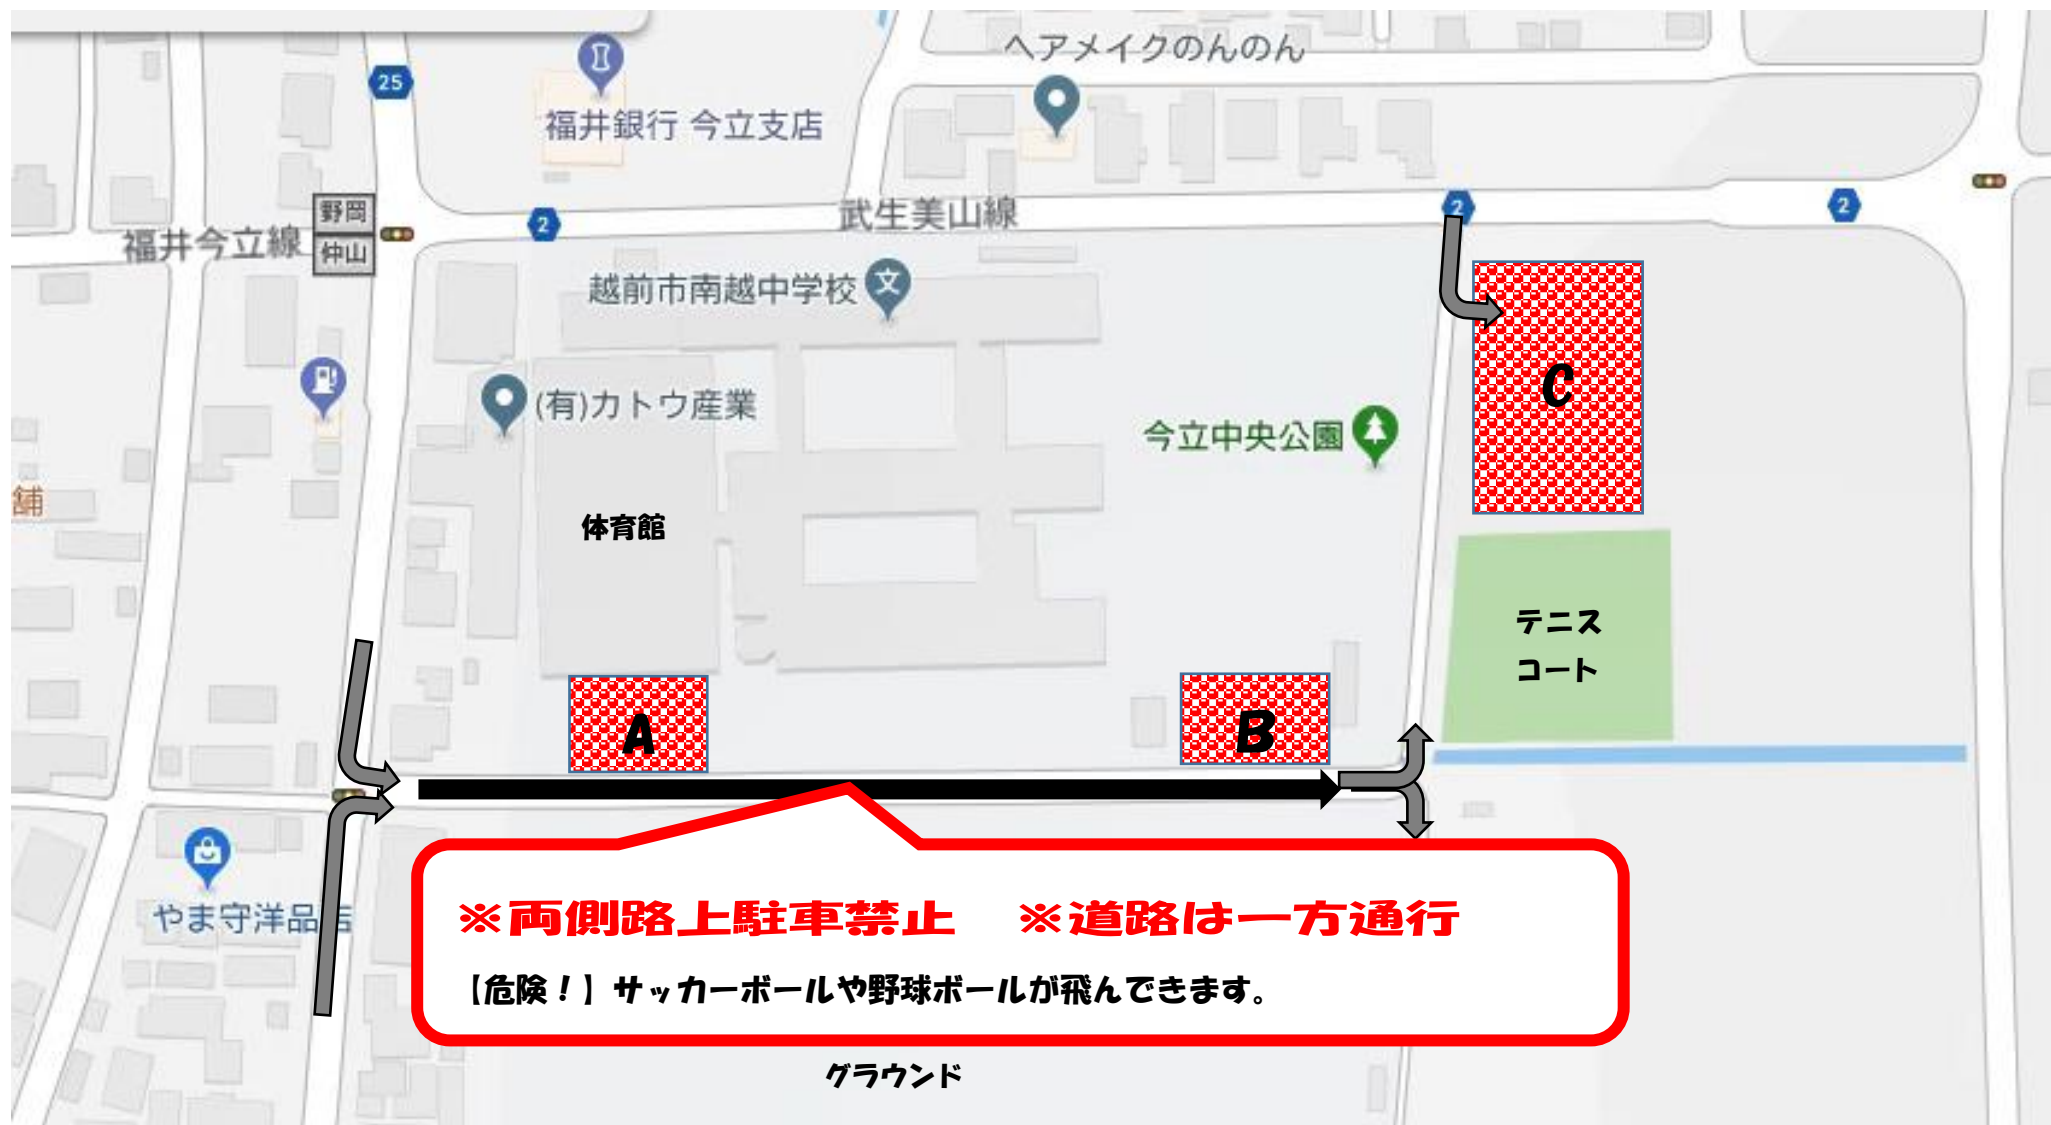 ヘアメイクのんのん
25
福井銀行 今立支店
野岡
仲山
福井今立線
2
武生美山線
2
2
越前市南越中学校
文
(有)カトウ産業
今立中央公園
C
舗
体育館
テニス
コート
A
B
やま守洋品店
※両側路上駐車禁止 ※道路は一方通行
【危険！】サッカーボールや野球ボールが飛んできます。
グラウンド